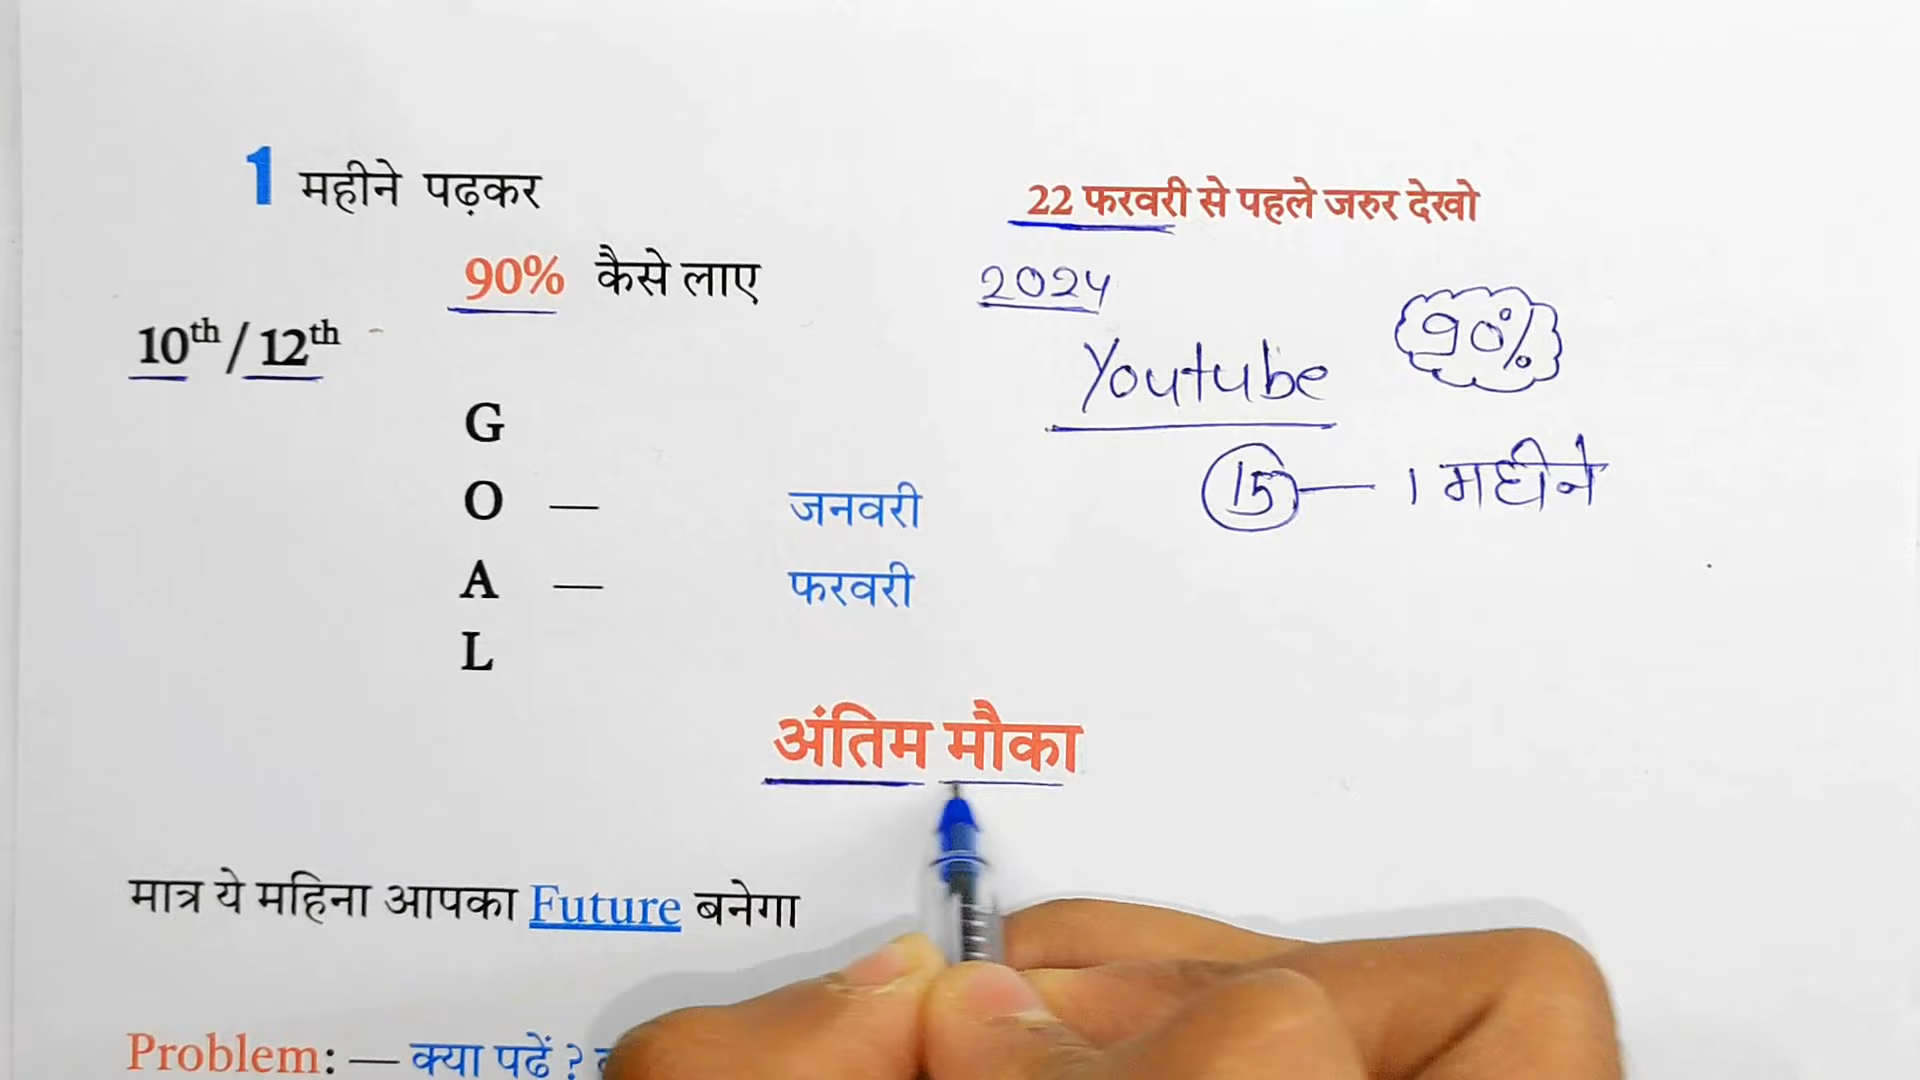 1 महीने पढ़कर
90% कैसे लाए
10th / 12th
G
O — जनवरी
A — फरवरी
L
22 फरवरी से पहले जरुर देखो
2024
Youtube
90%
15 — 1 महीने
अंतिम मौका
मात्र ये महिना आपका Future बनेगा
Problem: — क्या पढें ?